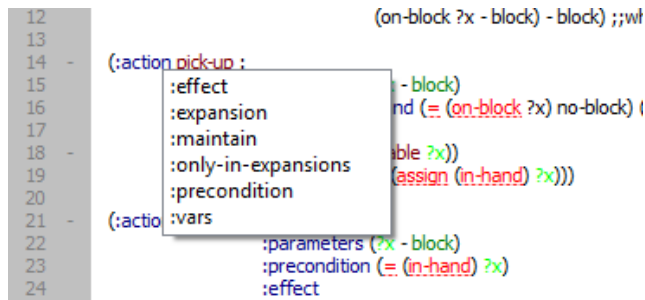 12 (on-block ?x - block) - block) ;;wh
13
14 - (:action pick-up :
15 - block)
16 nd (= (on-block ?x) no-block) (
17
18 - able ?x))
19 (assign (in-hand) ?x)))
20
21 - (:actio
22 :parameters (?x - block)
23 :precondition (= (in-hand) ?x)
24 :effect
:effect
:expansion
:maintain
:only-in-expansions
:precondition
:vars